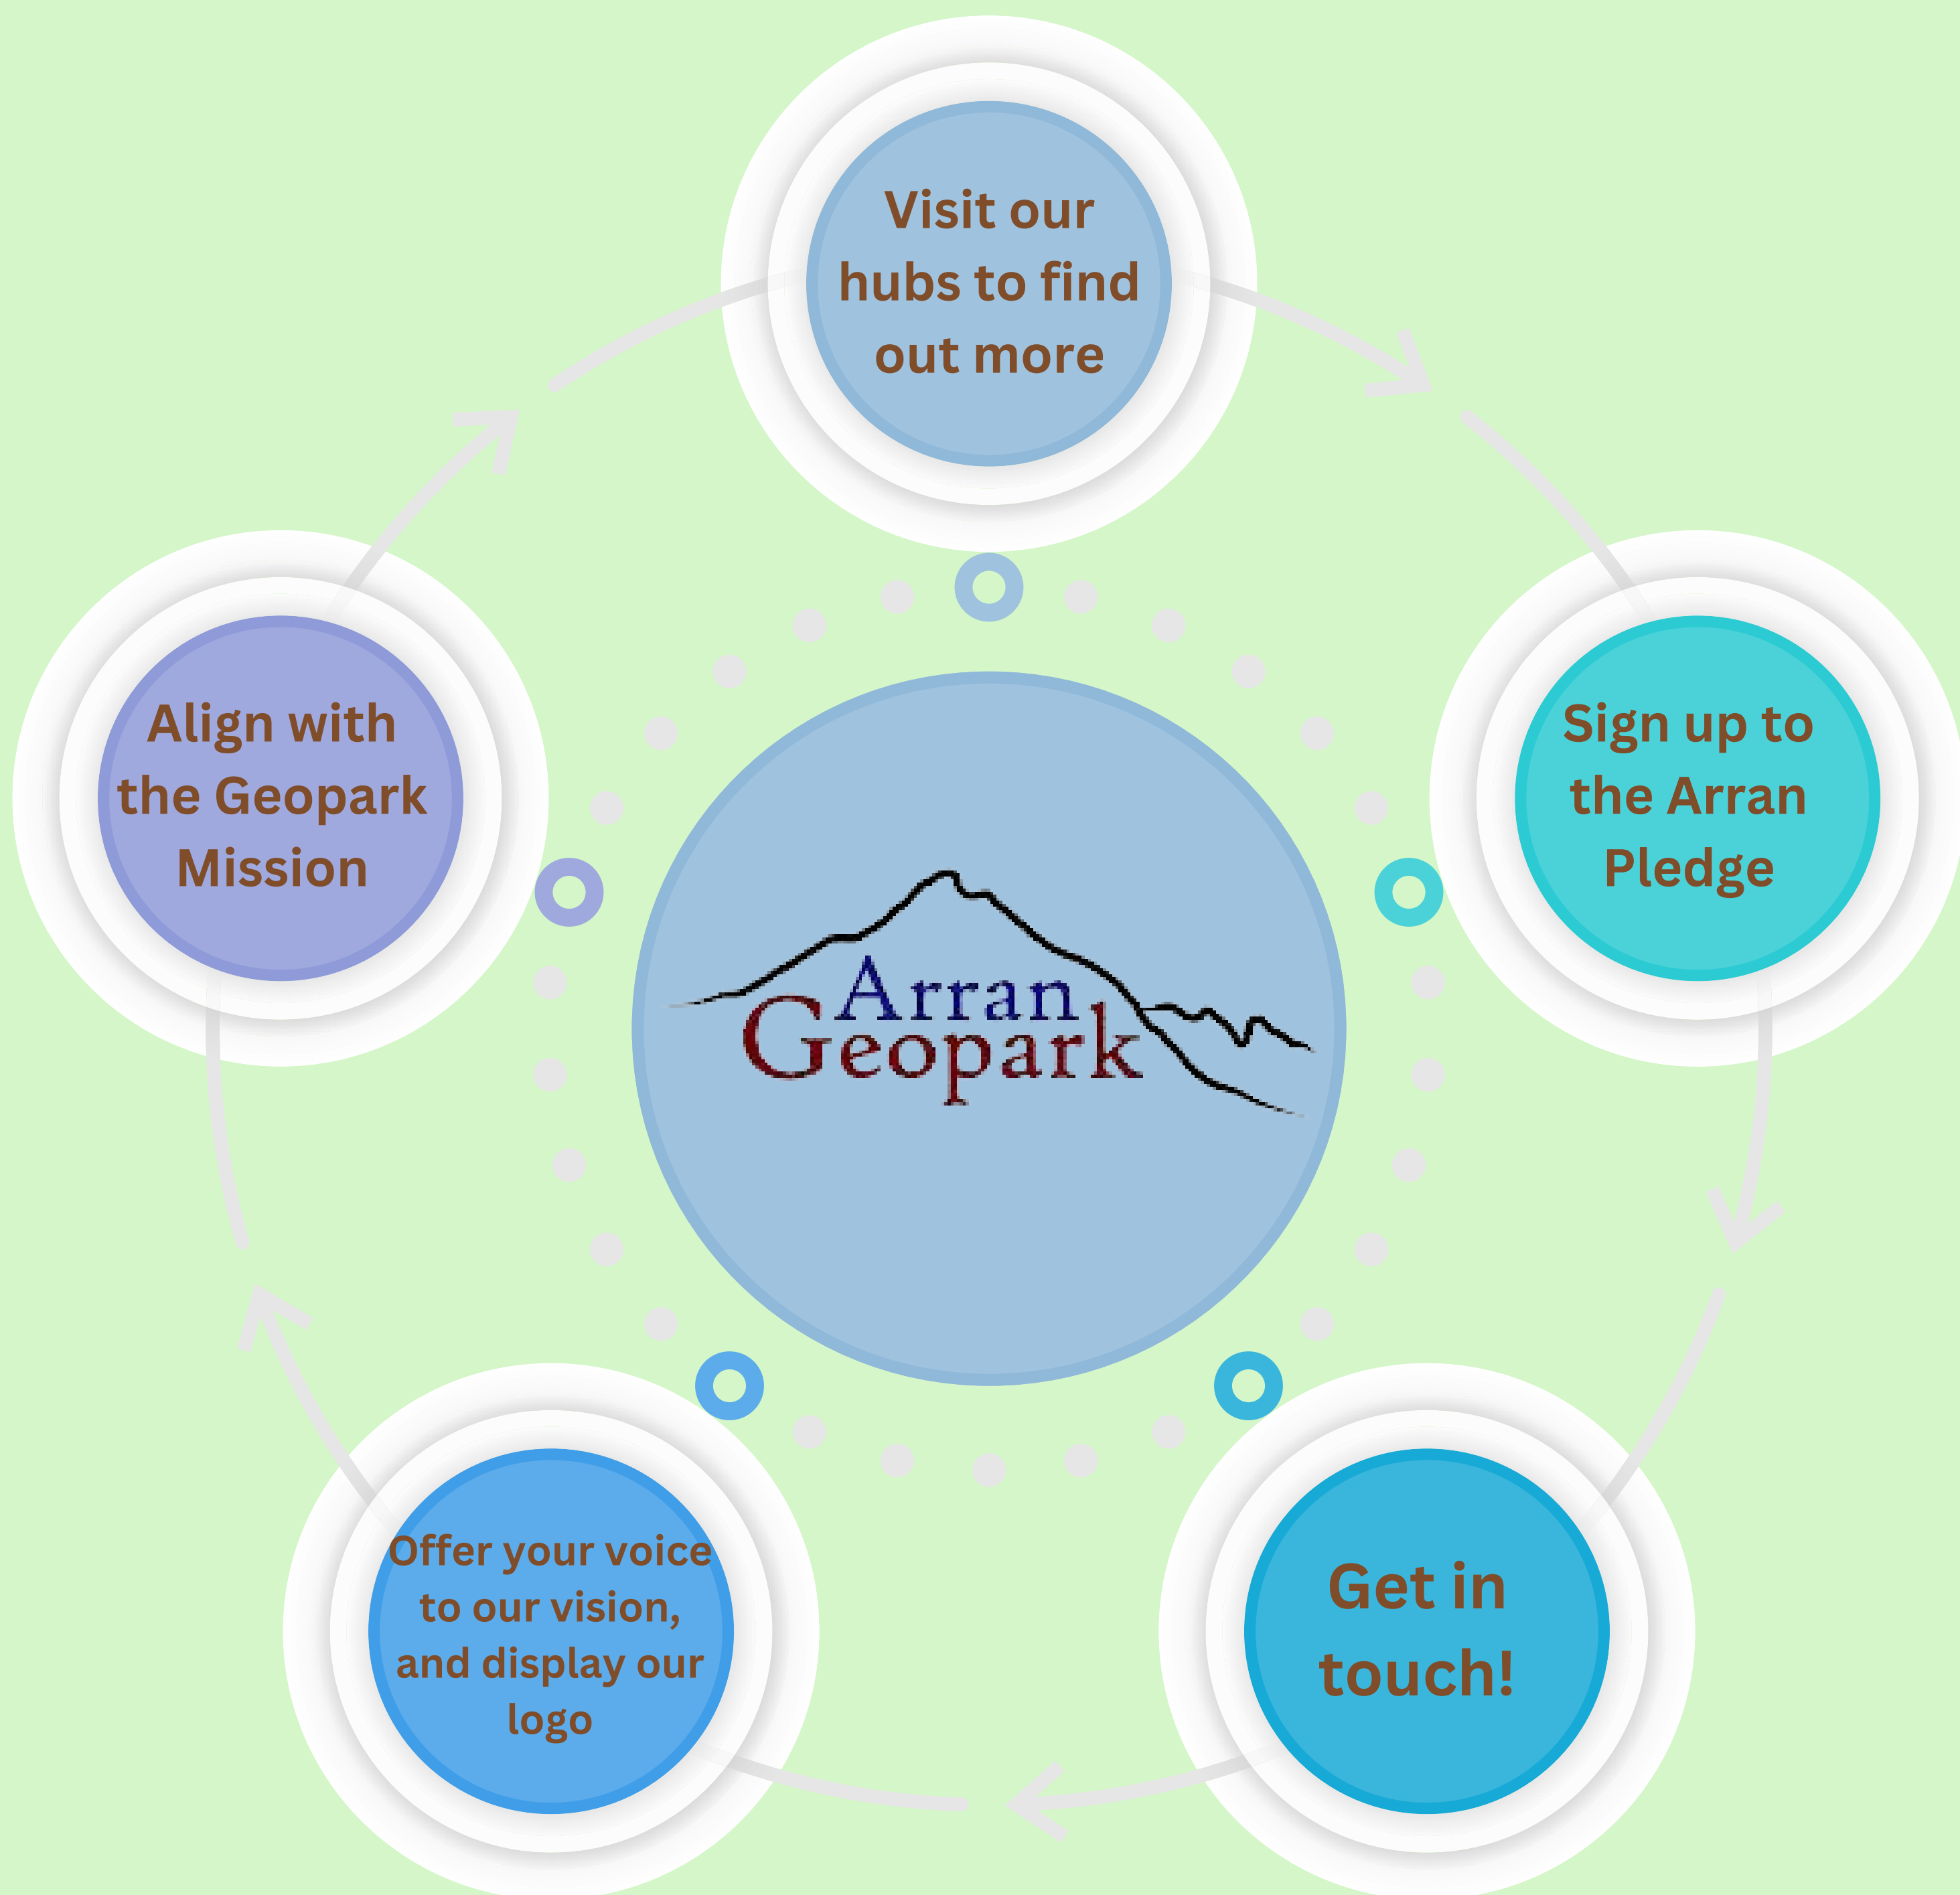 Visit our
hubs to find
out more
Sign up to
the Arran
Pledge
Get in
touch!
Offer your voice
to our vision,
and display our
logo
Align with
the Geopark
Mission
Arran
Geopark